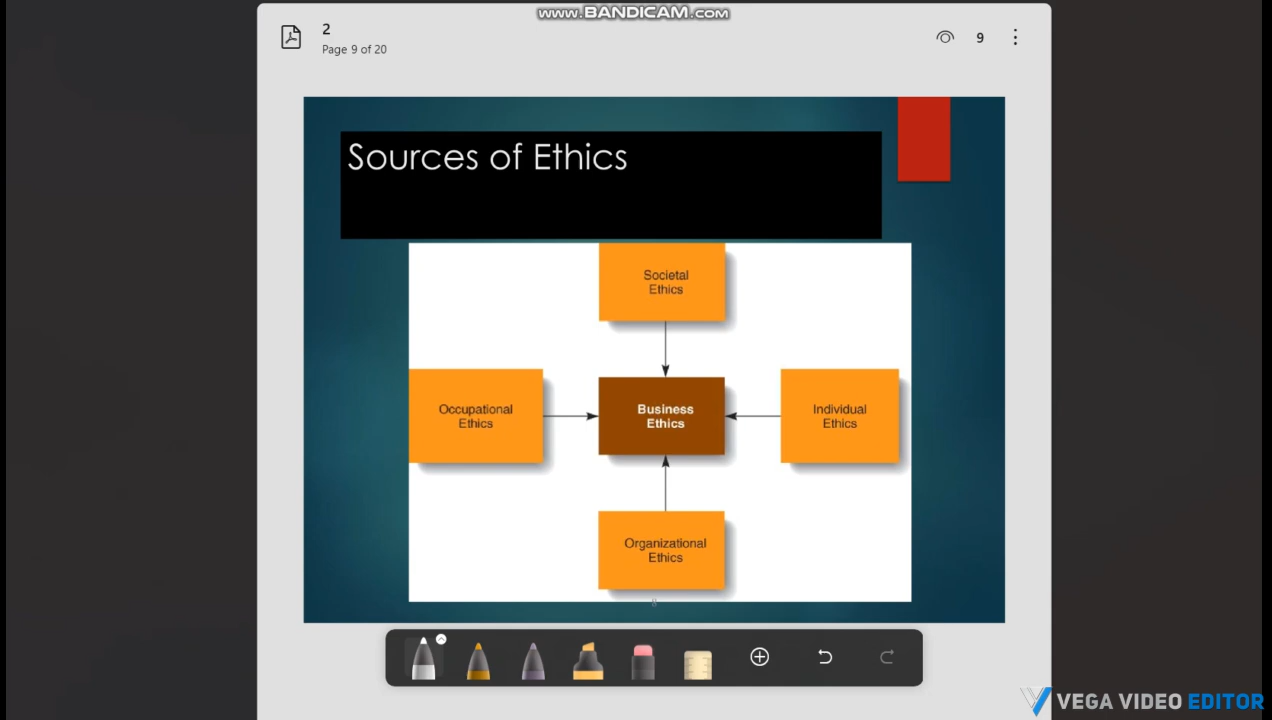 www.BANDICAM.com
2
Page 9 of 20
9
Sources of Ethics
Societal
Ethics
Occupational
Ethics
Business
Ethics
Individual
Ethics
Organizational
Ethics
VEGA VIDEO EDITOR